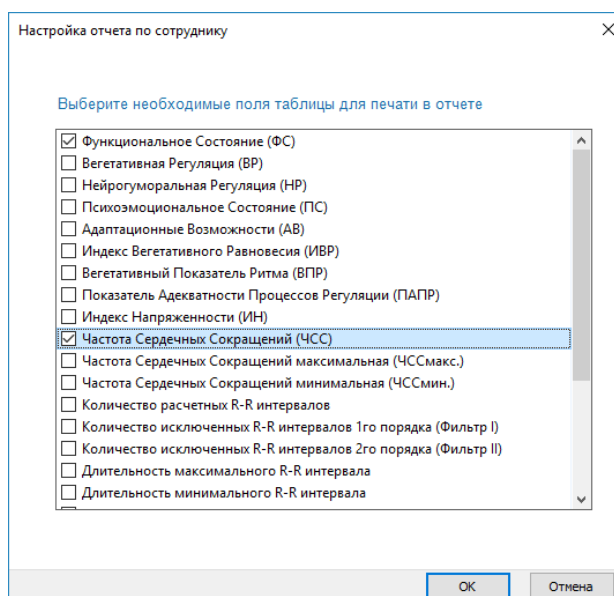 Настройка отчета по сотруднику
Выберите необходимые поля таблицы для печати в отчете
Функциональное Состояние (ФС)
Вегетативная Регуляция (ВР)
Нейрогуморальная Регуляция (НР)
Психоэмоциональное Состояние (ПС)
Адаптационные Возможности (АВ)
Индекс Вегетативного Равновесия (ИВР)
Вегетативный Показатель Ритма (ВПР)
Показатель Адекватности Процессов Регуляции (ПАПР)
Индекс Напряженности (ИН)
Частота Сердечных Сокращений (ЧСС)
Частота Сердечных Сокращений максимальная (ЧССмакс.)
Частота Сердечных Сокращений минимальная (ЧССмин.)
Количество расчетных R-R интервалов
Количество исключенных R-R интервалов 1го порядка (Фильтр I)
Количество исключенных R-R интервалов 2го порядка (Фильтр II)
Длительность максимального R-R интервала
Длительность минимального R-R интервала
ОК
Отмена